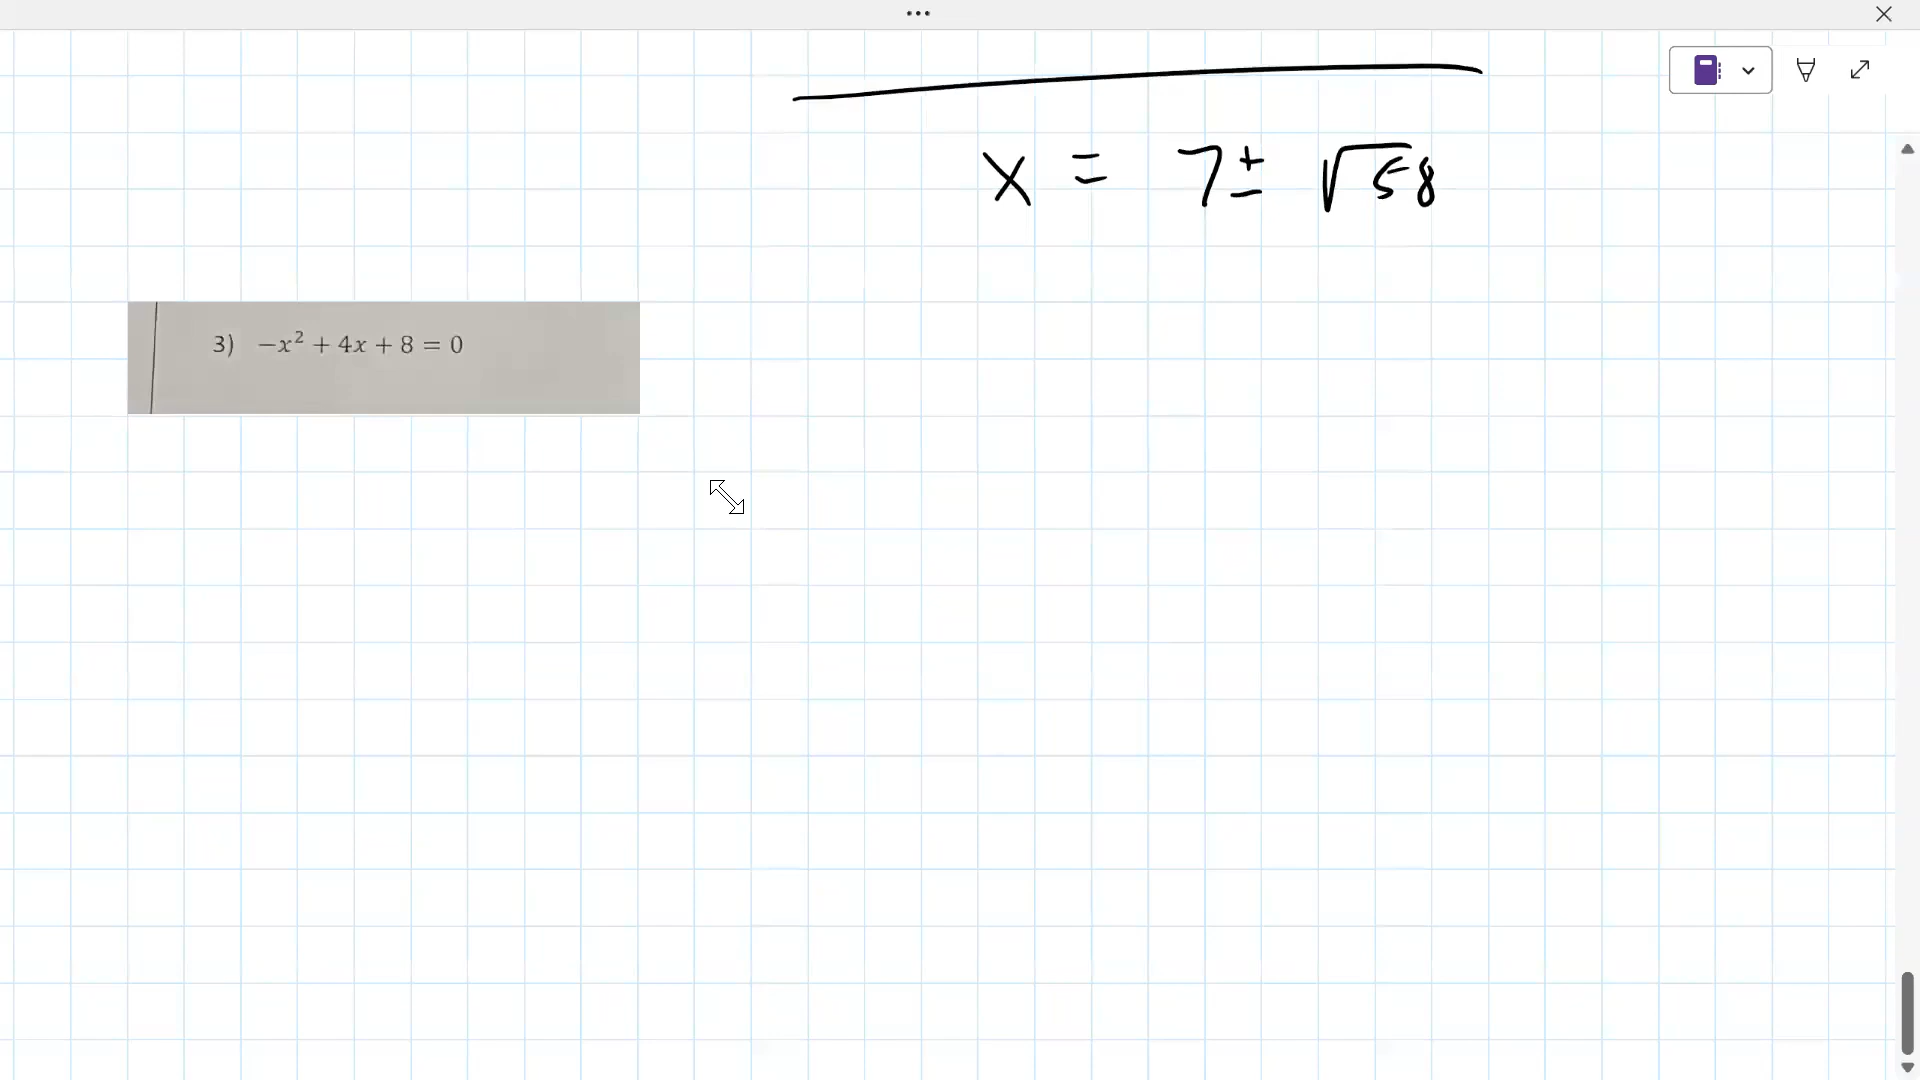 x = 7 ± √58
3) −x² + 4x + 8 = 0